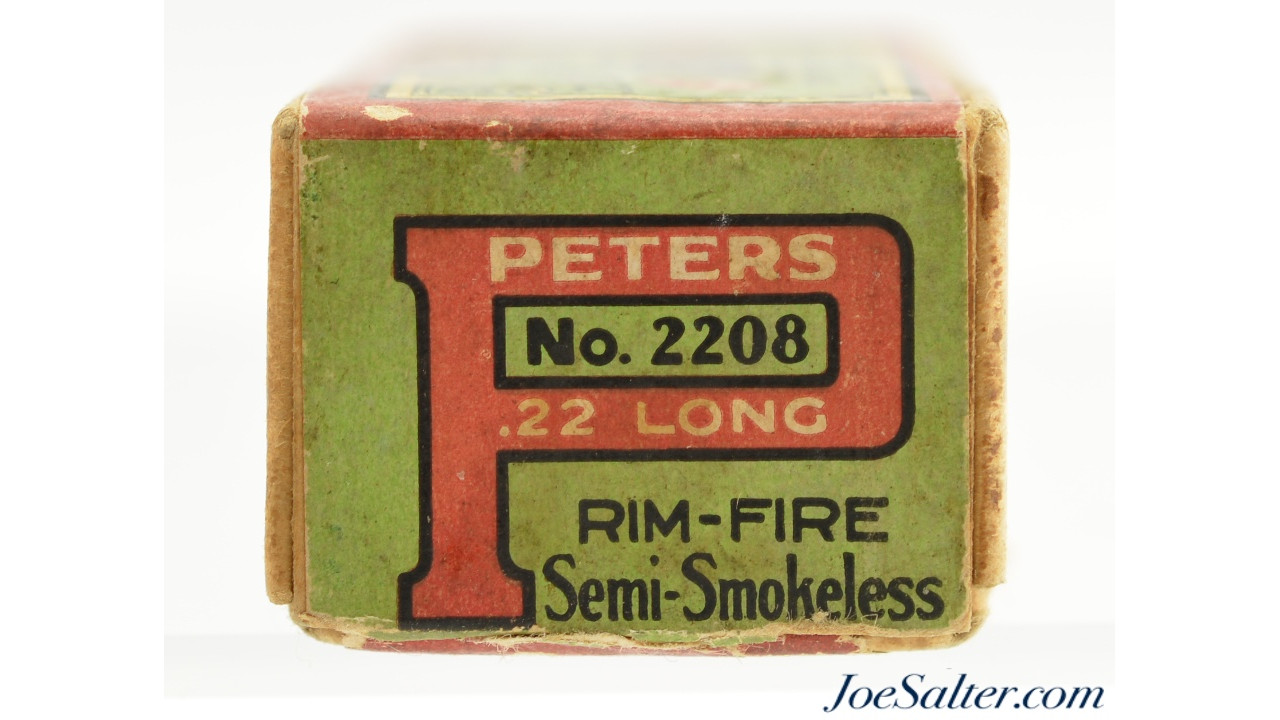 PETERS
No. 2208
.22 LONG
RIM-FIRE
Semi-Smokeless
JoeSalter.com